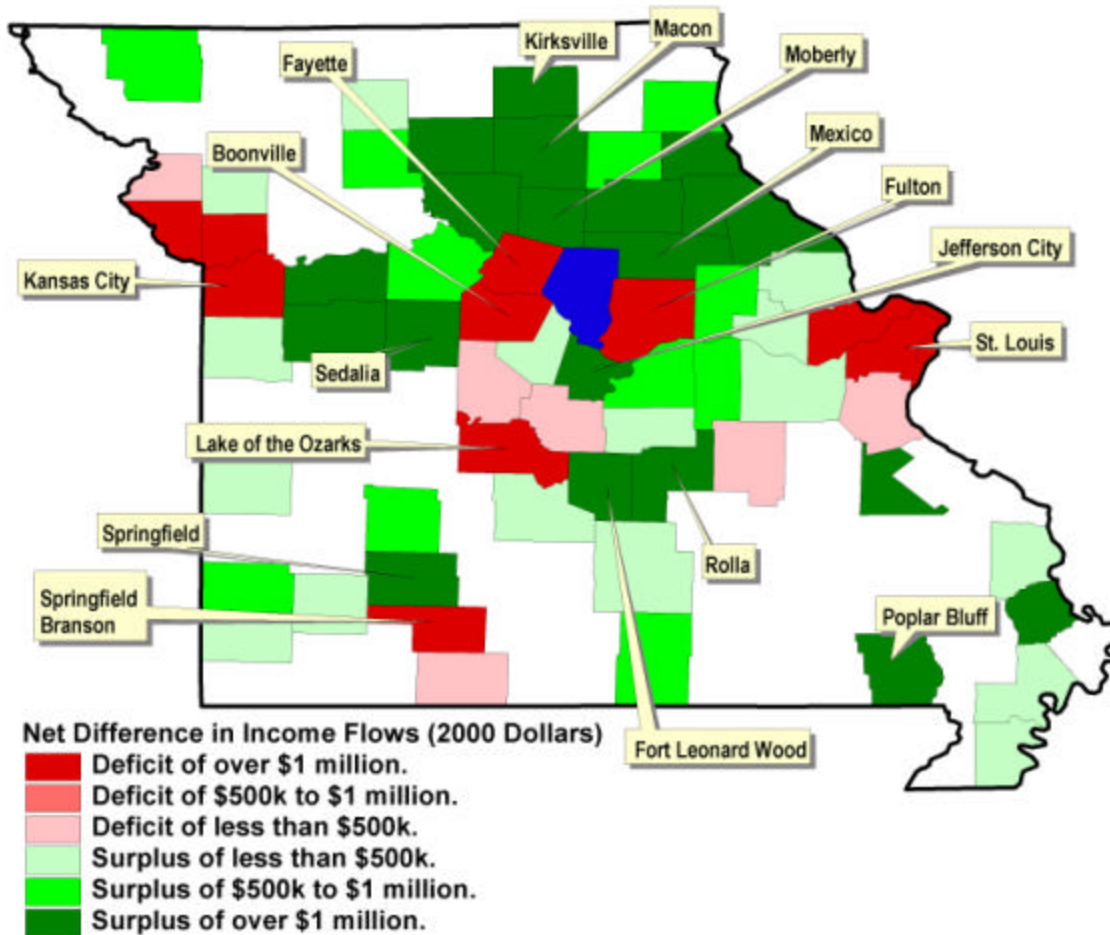 Macon
Kirksville
Moberly
Fayette
Mexico
Boonville
Fulton
Jefferson City
Kansas City
St. Louis
Sedalia
Lake of the Ozarks
Springfield
Rolla
Springfield
Branson
Poplar Bluff
Fort Leonard Wood
Net Difference in Income Flows (2000 Dollars)
Deficit of over $1 million.
Deficit of $500k to $1 million.
Deficit of less than $500k.
Surplus of less than $500k.
Surplus of $500k to $1 million.
Surplus of over $1 million.